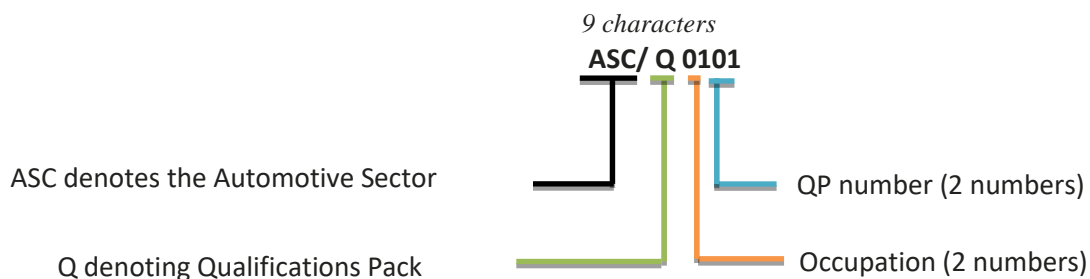 9 characters
ASC/ Q 0101
ASC denotes the Automotive Sector
QP number (2 numbers)
Q denoting Qualifications Pack
Occupation (2 numbers)